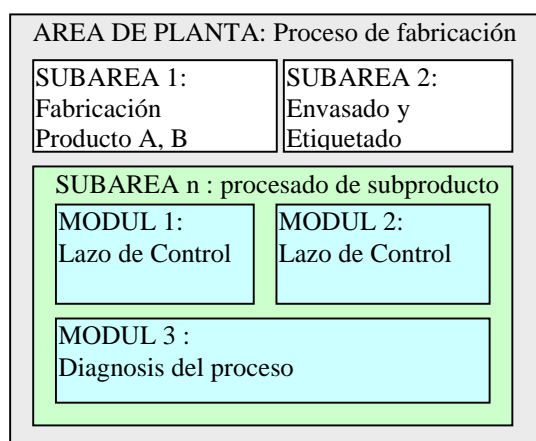 AREA DE PLANTA: Proceso de fabricación
SUBAREA 1:
Fabricación
Producto A, B
SUBAREA 2:
Envasado y
Etiquetado
SUBAREA n : procesado de subproducto
MODUL 1:
Lazo de Control
MODUL 2:
Lazo de Control
MODUL 3 :
Diagnosis del proceso